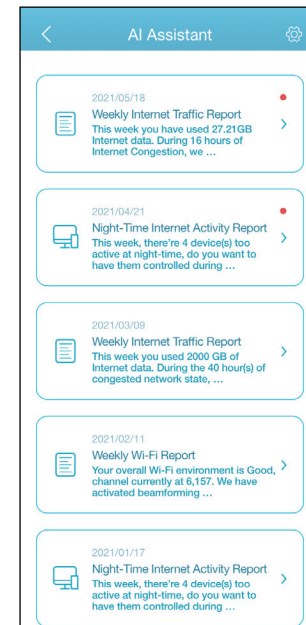 AI Assistant
2021/05/18
Weekly Internet Traffic Report
This week you have used 27.21GB
Internet data. During 16 hours of
Internet Congestion, we ...
2021/04/21
Night-Time Internet Activity Report
This week, there're 4 device(s) too
active at night-time, do you want to
have them controlled during ...
2021/03/09
Weekly Internet Traffic Report
This week you used 2000 GB of
Internet data. During the 40 hour(s) of
congested network state, ...
2021/02/11
Weekly Wi-Fi Report
Your overall Wi-Fi environment is Good,
channel currently at 6,157. We have
activated beamforming ...
2021/01/17
Night-Time Internet Activity Report
This week, there're 4 device(s) too
active at night-time, do you want to
have them controlled during ...